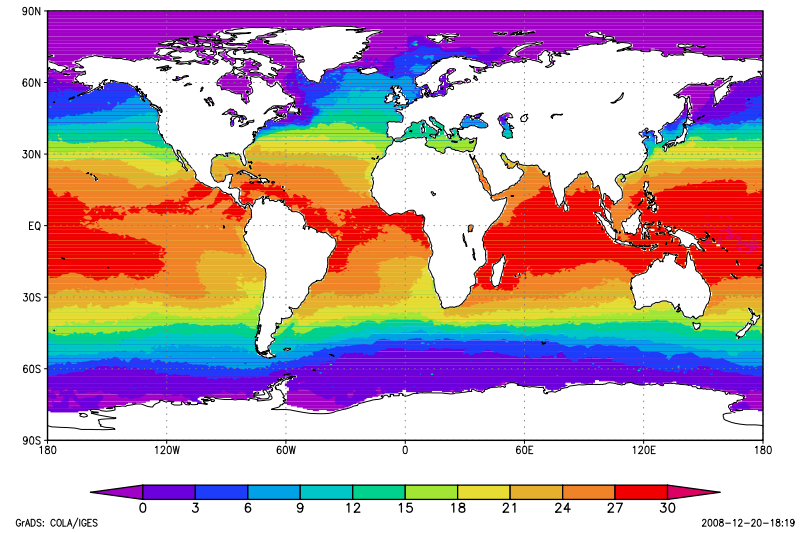 90N
60N
30N
EQ
30S
60S
90S
180 120W 60W 0 60E 120E 180
0 3 6 9 12 15 18 21 24 27 30
GrADS: COLA/IGES 2008-12-20-18:19